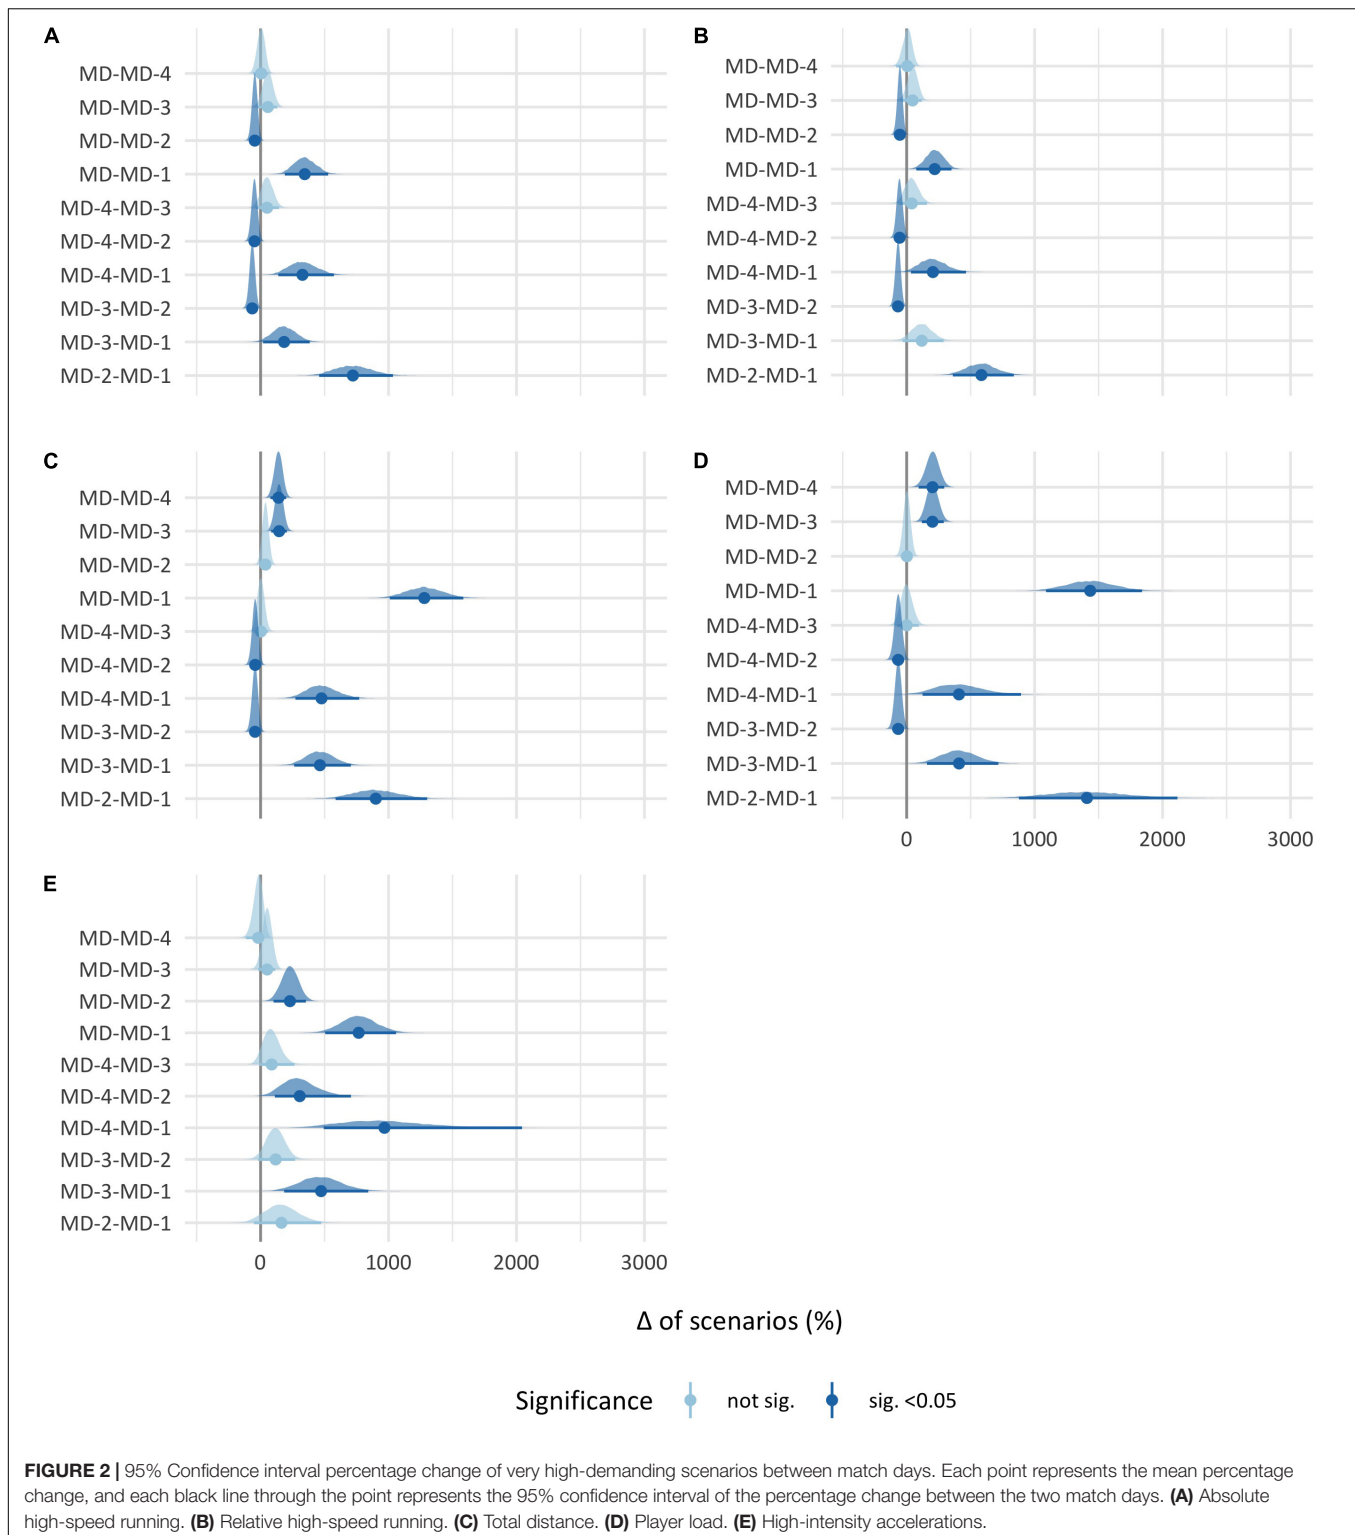 A
MD-MD-4
MD-MD-3
MD-MD-2
MD-MD-1
MD-4-MD-3
MD-4-MD-2
MD-4-MD-1
MD-3-MD-2
MD-3-MD-1
MD-2-MD-1
B
MD-MD-4
MD-MD-3
MD-MD-2
MD-MD-1
MD-4-MD-3
MD-4-MD-2
MD-4-MD-1
MD-3-MD-2
MD-3-MD-1
MD-2-MD-1
C
MD-MD-4
MD-MD-3
MD-MD-2
MD-MD-1
MD-4-MD-3
MD-4-MD-2
MD-4-MD-1
MD-3-MD-2
MD-3-MD-1
MD-2-MD-1
D
MD-MD-4
MD-MD-3
MD-MD-2
MD-MD-1
MD-4-MD-3
MD-4-MD-2
MD-4-MD-1
MD-3-MD-2
MD-3-MD-1
MD-2-MD-1
0 1000 2000 3000
E
MD-MD-4
MD-MD-3
MD-MD-2
MD-MD-1
MD-4-MD-3
MD-4-MD-2
MD-4-MD-1
MD-3-MD-2
MD-3-MD-1
MD-2-MD-1
0 1000 2000 3000
Δ of scenarios (%)
Significance not sig. sig. <0.05
FIGURE 2 | 95% Confidence interval percentage change of very high-demanding scenarios between match days. Each point represents the mean percentage
change, and each black line through the point represents the 95% confidence interval of the percentage change between the two match days. (A) Absolute
high-speed running. (B) Relative high-speed running. (C) Total distance. (D) Player load. (E) High-intensity accelerations.